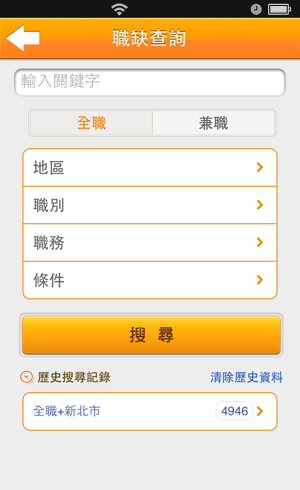 職缺查詢
輸入關鍵字
全職 兼職
地區
職別
職務
條件
搜 尋
歷史搜尋記錄 清除歷史資料
全職+新北市 4946